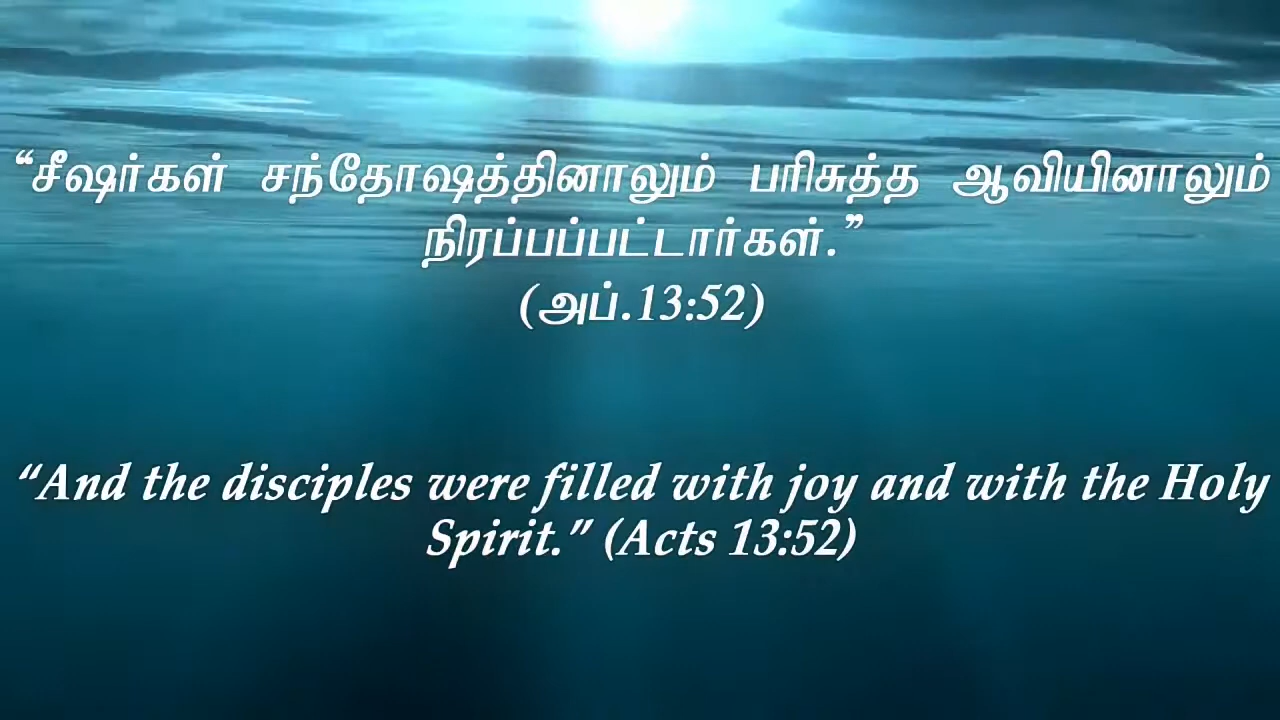 “சீஷர்கள் சந்தோஷத்தினாலும் பரிசுத்த ஆவியினாலும்
நிரப்பப்பட்டார்கள்.”
(அப்.13:52)
“And the disciples were filled with joy and with the Holy
Spirit.” (Acts 13:52)